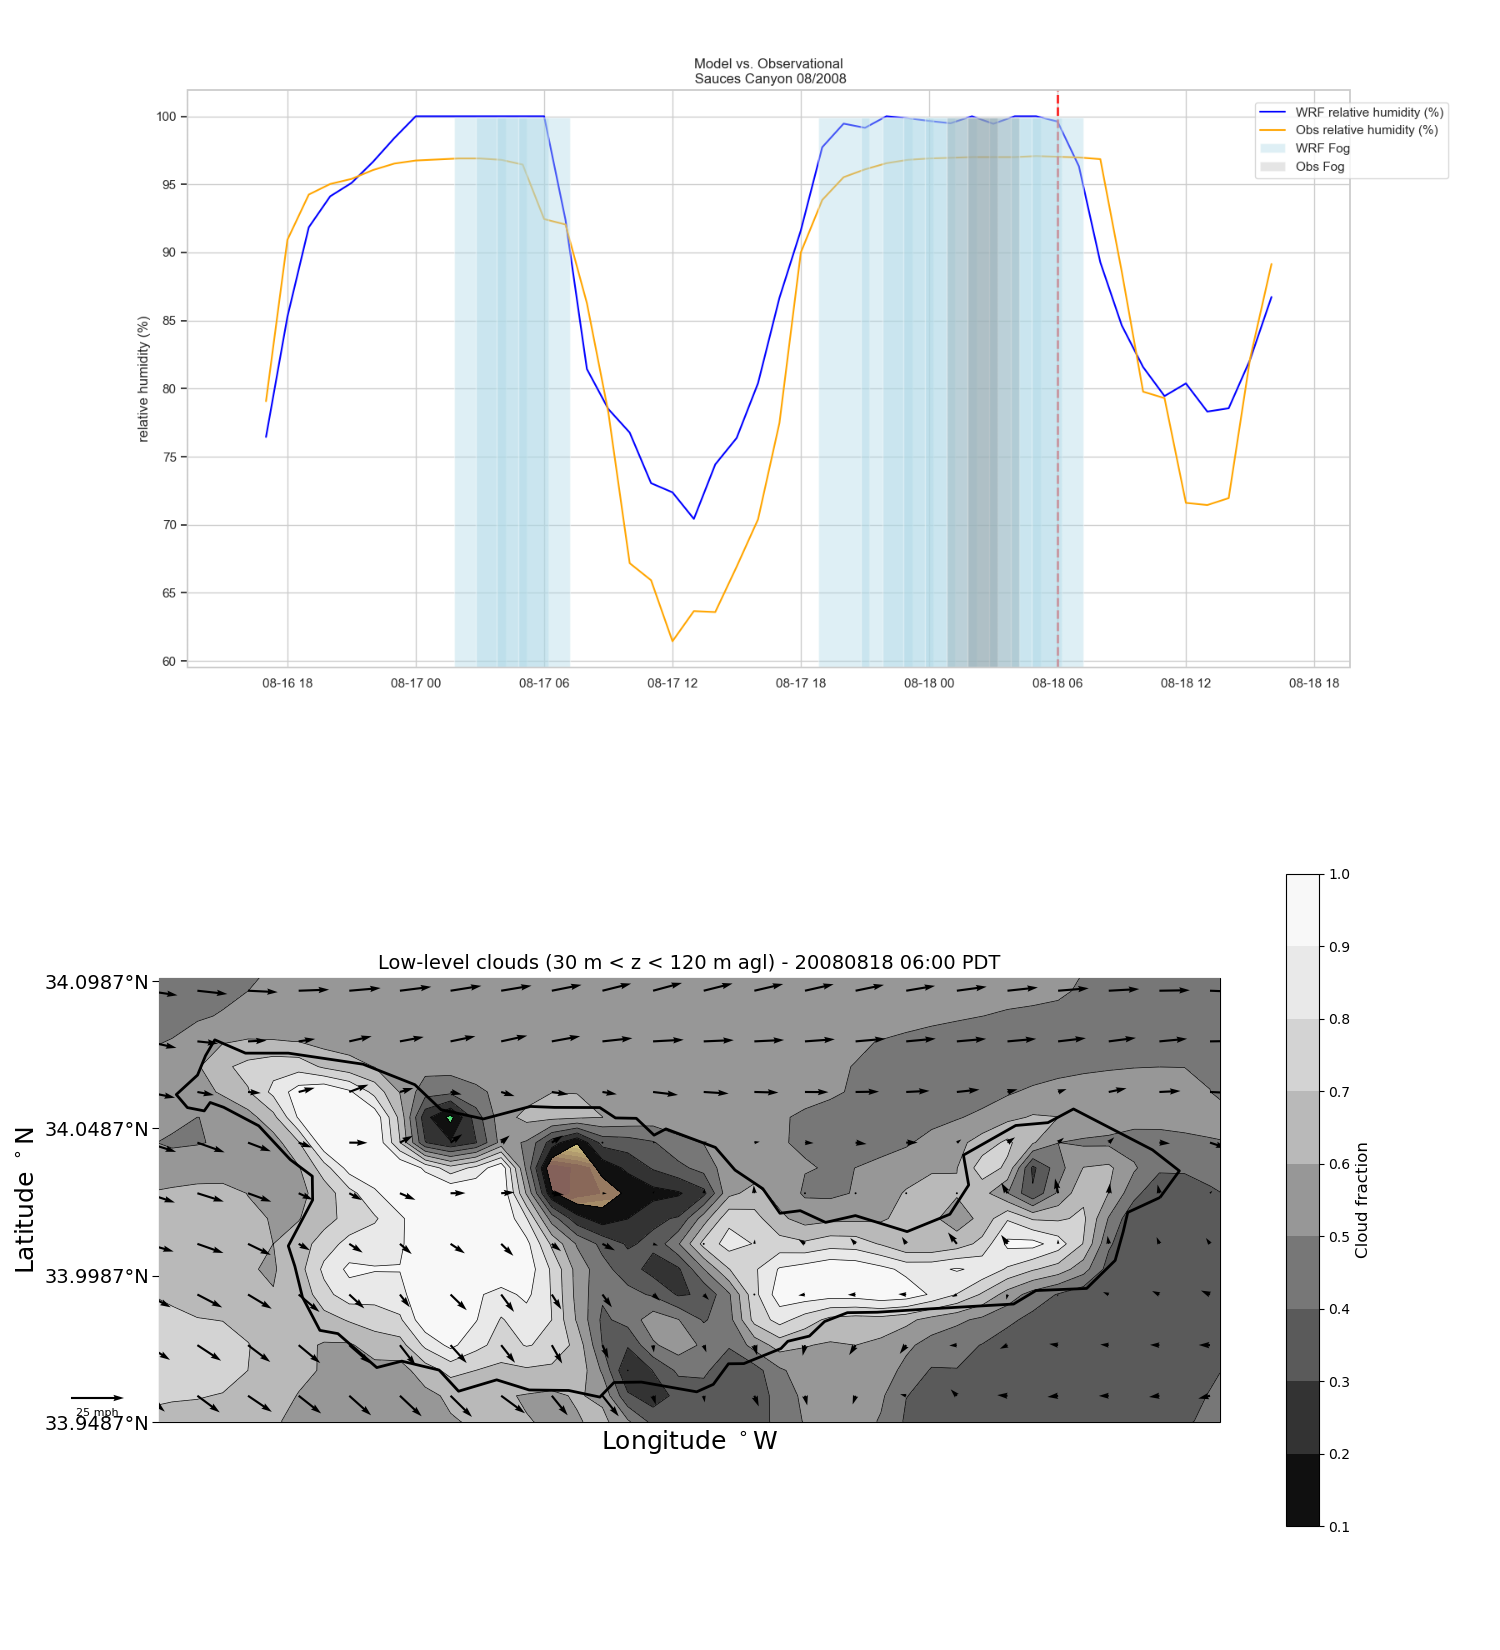 Model vs. Observational
Sauces Canyon 08/2008
100
95
90
85
80
75
70
65
60
relative humidity (%)
WRF relative humidity (%)
Obs relative humidity (%)
WRF Fog
Obs Fog
08-16 18
08-17 00
08-17 06
08-17 12
08-17 18
08-18 00
08-18 06
08-18 12
08-18 18
Low-level clouds (30 m < z < 120 m agl) - 20080818 06:00 PDT
34.0987°N
34.0487°N
33.9987°N
33.9487°N
Latitude °N
25 mph
Longitude °W
1.0
0.9
0.8
0.7
0.6
0.5
0.4
0.3
0.2
0.1
Cloud fraction